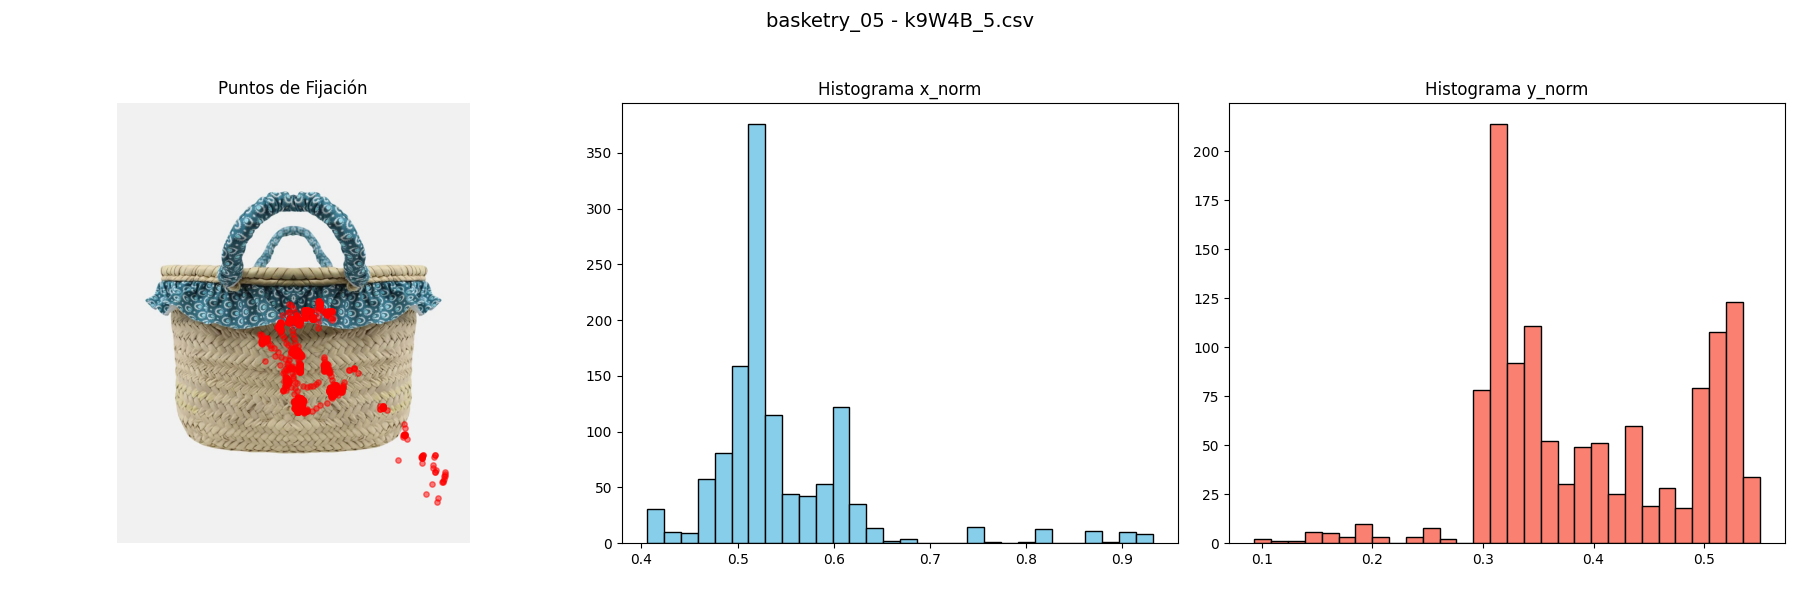 basketry_05 - k9W4B_5.csv
Puntos de Fijación
Histograma x_norm
Histograma y_norm
350
300
250
200
150
100
50
0
0.4 0.5 0.6 0.7 0.8 0.9
200
175
150
125
100
75
50
25
0
0.1 0.2 0.3 0.4 0.5